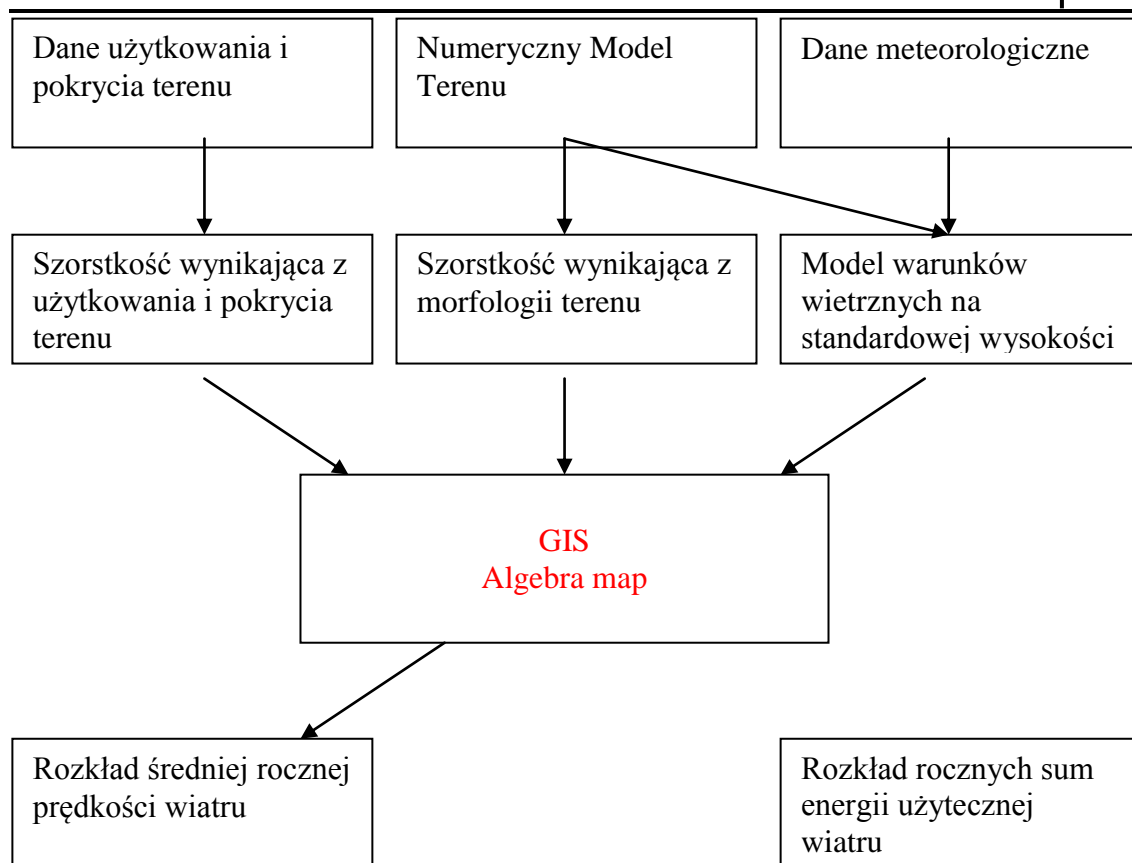 Dane użytkowania i
pokrycia terenu
Numeryczny Model
Terenu
Dane meteorologiczne
Szorstkość wynikająca z
użytkowania i pokrycia
terenu
Szorstkość wynikająca z
morfologii terenu
Model warunków
wietrznych na
standardowej wysokości
GIS
Algebra map
Rozkład średniej rocznej
prędkości wiatru
Rozkład rocznych sum
energii użytecznej
wiatru